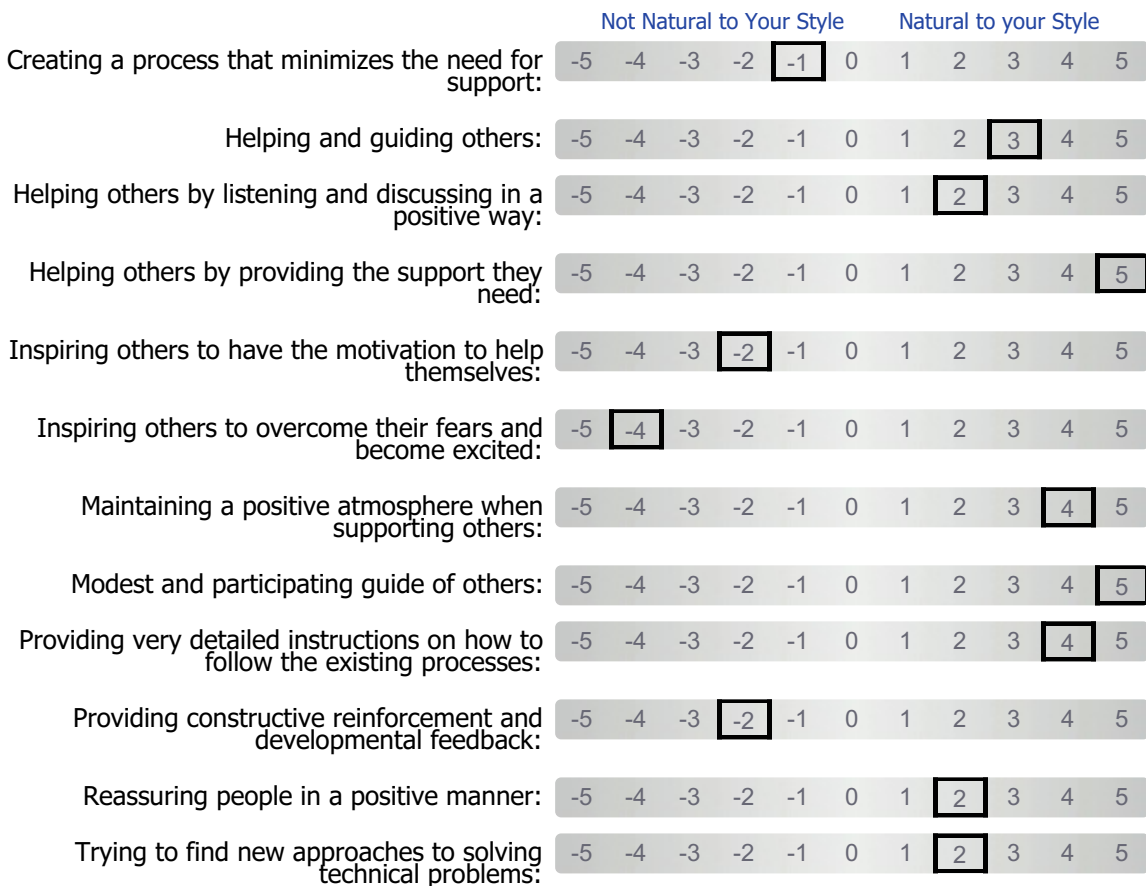 Not Natural to Your Style Natural to your Style
Creating a process that minimizes the need for
support:
-5 -4 -3 -2 -1 0 1 2 3 4 5
Helping and guiding others:
-5 -4 -3 -2 -1 0 1 2 3 4 5
Helping others by listening and discussing in a
positive way:
-5 -4 -3 -2 -1 0 1 2 3 4 5
Helping others by providing the support they
need:
-5 -4 -3 -2 -1 0 1 2 3 4 5
Inspiring others to have the motivation to help
themselves:
-5 -4 -3 -2 -1 0 1 2 3 4 5
Inspiring others to overcome their fears and
become excited:
-5 -4 -3 -2 -1 0 1 2 3 4 5
Maintaining a positive atmosphere when
supporting others:
-5 -4 -3 -2 -1 0 1 2 3 4 5
Modest and participating guide of others:
-5 -4 -3 -2 -1 0 1 2 3 4 5
Providing very detailed instructions on how to
follow the existing processes:
-5 -4 -3 -2 -1 0 1 2 3 4 5
Providing constructive reinforcement and
developmental feedback:
-5 -4 -3 -2 -1 0 1 2 3 4 5
Reassuring people in a positive manner:
-5 -4 -3 -2 -1 0 1 2 3 4 5
Trying to find new approaches to solving
technical problems:
-5 -4 -3 -2 -1 0 1 2 3 4 5